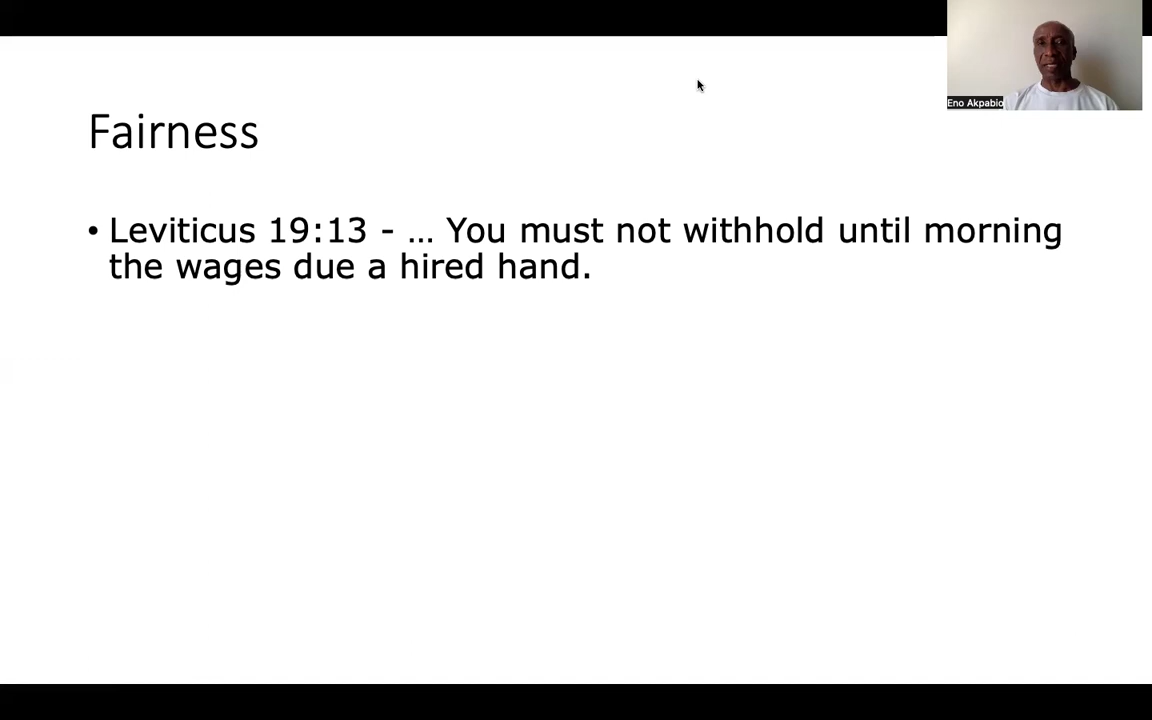 Eno Akpabio
Fairness
• Leviticus 19:13 - … You must not withhold until morning
the wages due a hired hand.